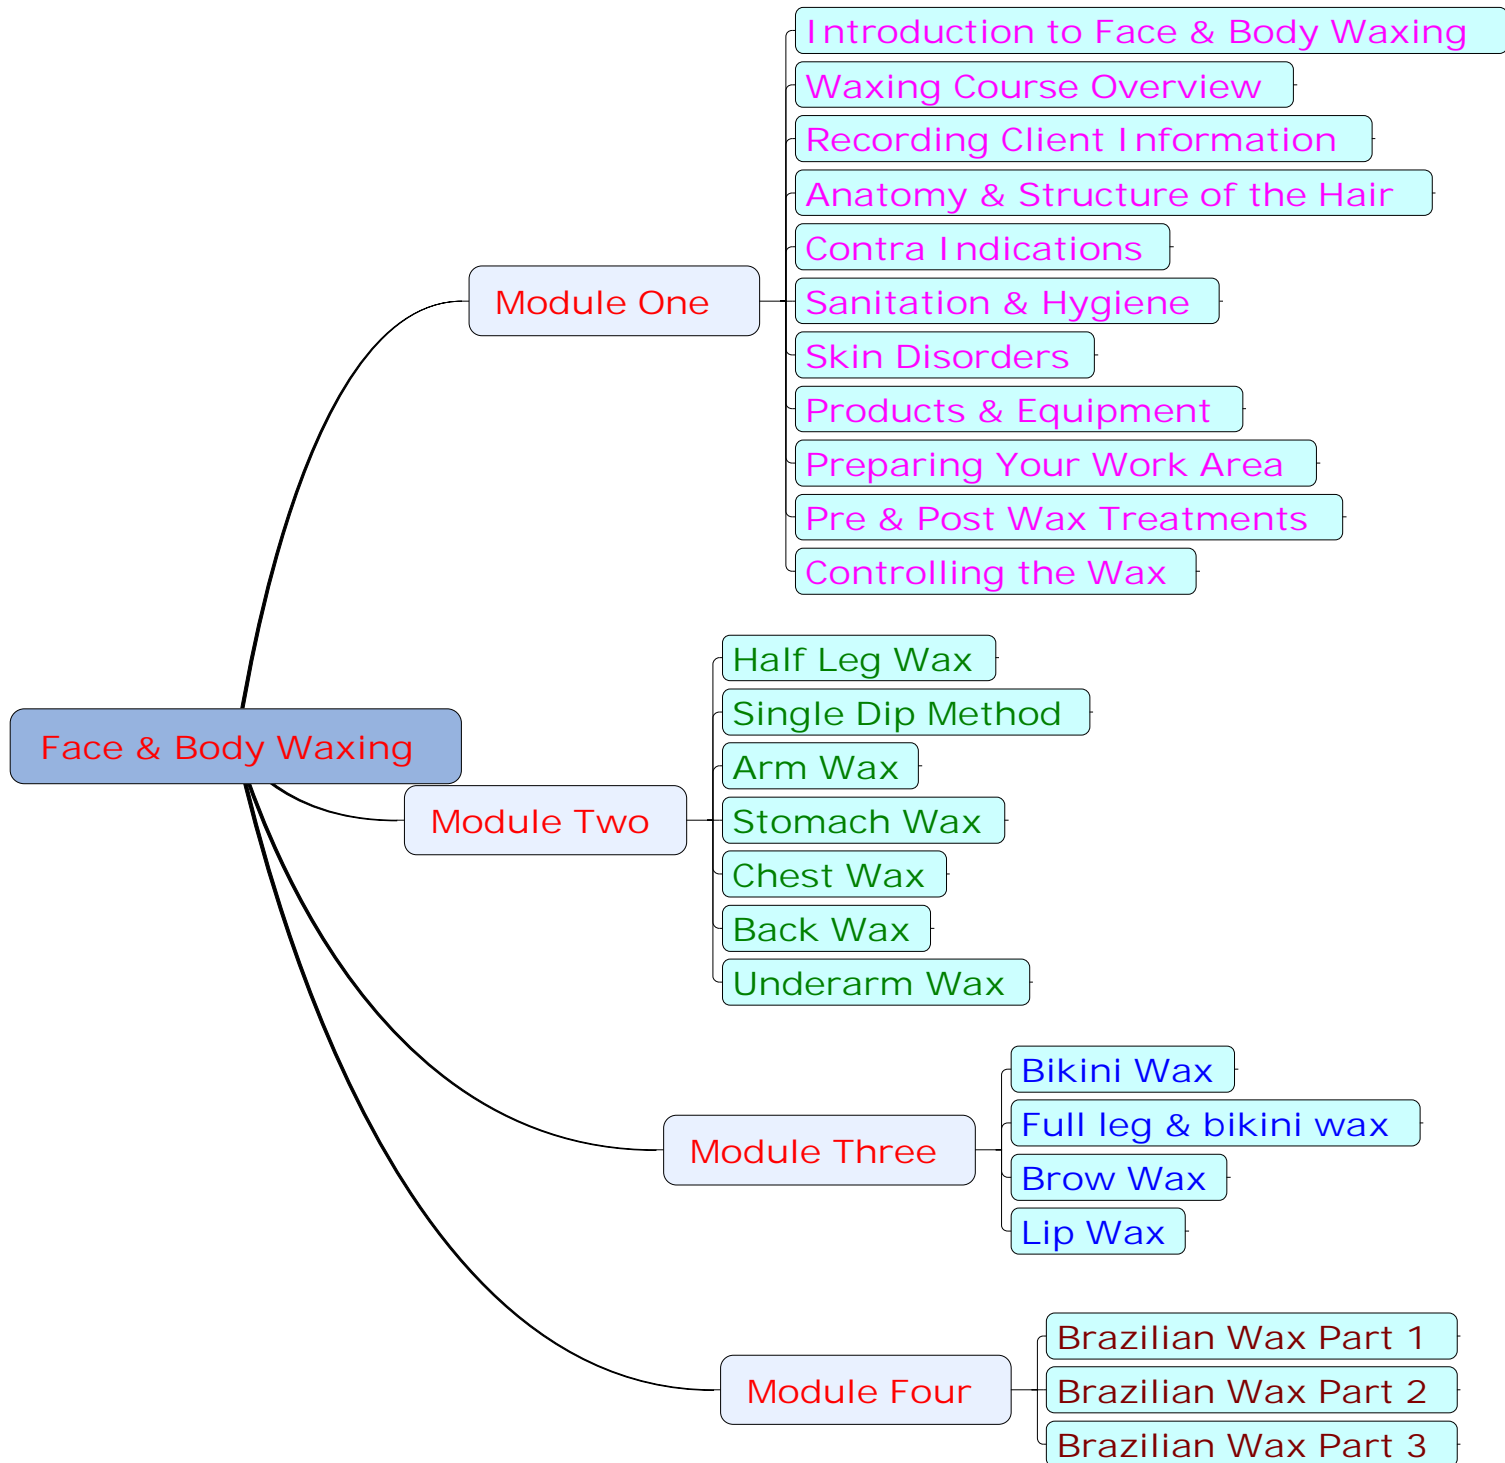 Face & Body Waxing
Module One
Introduction to Face & Body Waxing
Waxing Course Overview
Recording Client Information
Anatomy & Structure of the Hair
Contra Indications
Sanitation & Hygiene
Skin Disorders
Products & Equipment
Preparing Your Work Area
Pre & Post Wax Treatments
Controlling the Wax
Module Two
Half Leg Wax
Single Dip Method
Arm Wax
Stomach Wax
Chest Wax
Back Wax
Underarm Wax
Module Three
Bikini Wax
Full leg & bikini wax
Brow Wax
Lip Wax
Module Four
Brazilian Wax Part 1
Brazilian Wax Part 2
Brazilian Wax Part 3